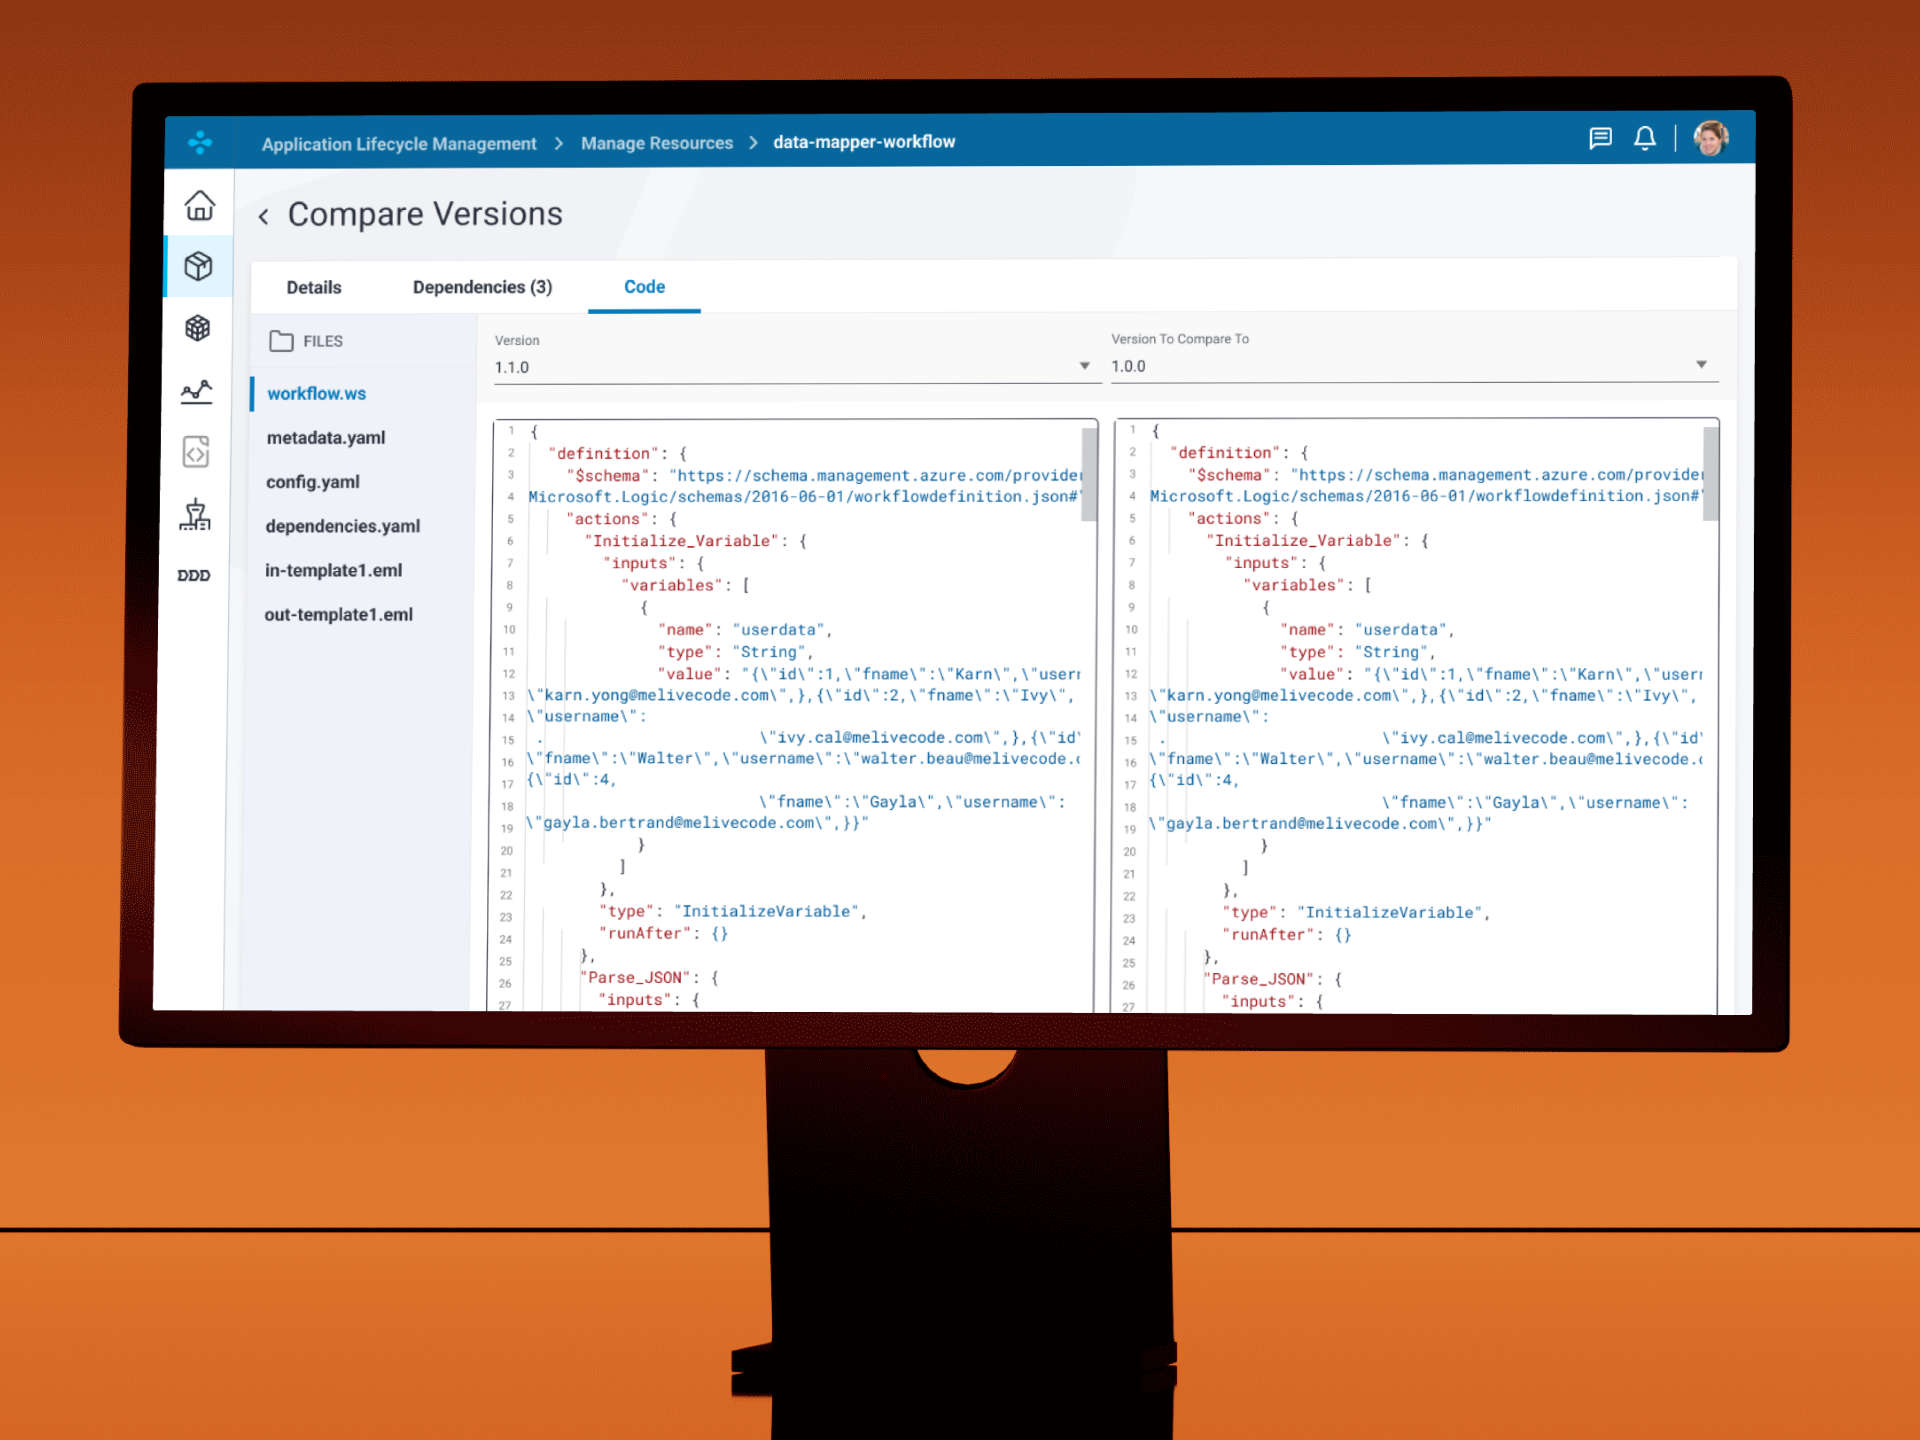 Application Lifecycle Management > Manage Resources > data-mapper-workflow
Compare Versions
Details Dependencies (3) Code
FILES
workflow.ws
metadata.yaml
config.yaml
dependencies.yaml
in-template1.eml
out-template1.eml
DDD
Version
1.1.0
Version To Compare To
1.0.0
1 {
2 "definition": {
3 "$schema": "https://schema.management.azure.com/provider
4 Microsoft.Logic/schemas/2016-06-01/workflowdefinition.json#"
5 "actions": {
6 "Initialize_Variable": {
7 "inputs": {
8 "variables": [
9 {
10 "name": "userdata",
11 "type": "String",
12 "value": "{\"id\":1,\"fname\":\"Karn\",\"usern
13 \"karn.yong@melivecode.com\",},{\"id\":2,\"fname\":\"Ivy\",
14 \"username\":
15 . \"ivy.cal@melivecode.com\",},{\"id\"
16 \"fname\":\"Walter\",\"username\":\"walter.beau@melivecode.c
17 {\"id\":4,
18 \"fname\":\"Gayla\",\"username\":
19 \"gayla.bertrand@melivecode.com\",}}"
20 }
21 ]
22 },
23 "type": "InitializeVariable",
24 "runAfter": {}
25 },
26 "Parse_JSON": {
27 "inputs": {
1 {
2 "definition": {
3 "$schema": "https://schema.management.azure.com/provider
4 Microsoft.Logic/schemas/2016-06-01/workflowdefinition.json#"
5 "actions": {
6 "Initialize_Variable": {
7 "inputs": {
8 "variables": [
9 {
10 "name": "userdata",
11 "type": "String",
12 "value": "{\"id\":1,\"fname\":\"Karn\",\"usern
13 \"karn.yong@melivecode.com\",},{\"id\":2,\"fname\":\"Ivy\",
14 \"username\":
15 . \"ivy.cal@melivecode.com\",},{\"id\"
16 \"fname\":\"Walter\",\"username\":\"walter.beau@melivecode.c
17 {\"id\":4,
18 \"fname\":\"Gayla\",\"username\":
19 \"gayla.bertrand@melivecode.com\",}}"
20 }
21 ]
22 },
23 "type": "InitializeVariable",
24 "runAfter": {}
25 },
26 "Parse_JSON": {
27 "inputs": {